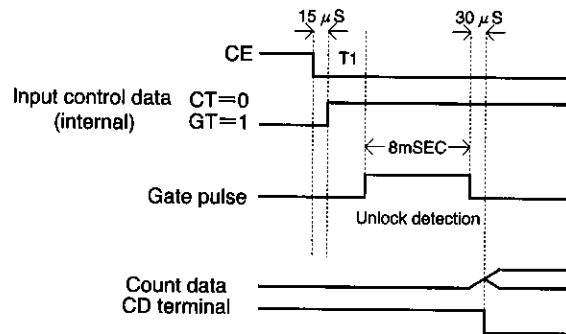 15 μS
30 μS
CE
T1
Input control data
(internal)
CT=0
GT=1
8mSEC
Gate pulse
Unlock detection
Count data
CD terminal